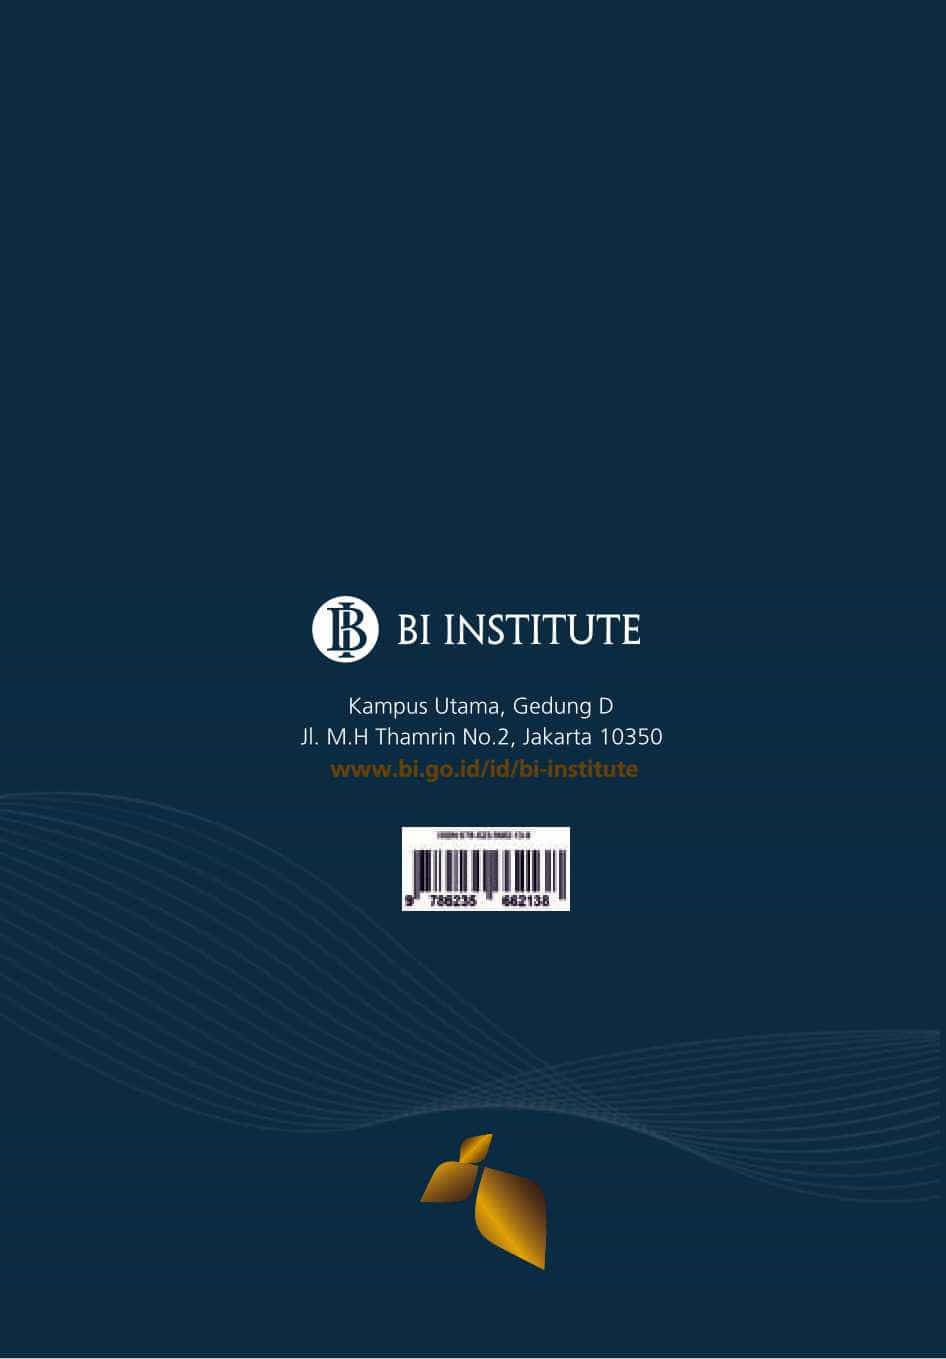 BI INSTITUTE
Kampus Utama, Gedung D
Jl. M.H Thamrin No.2, Jakarta 10350
www.bi.go.id/id/bi-institute
9 786235 662138